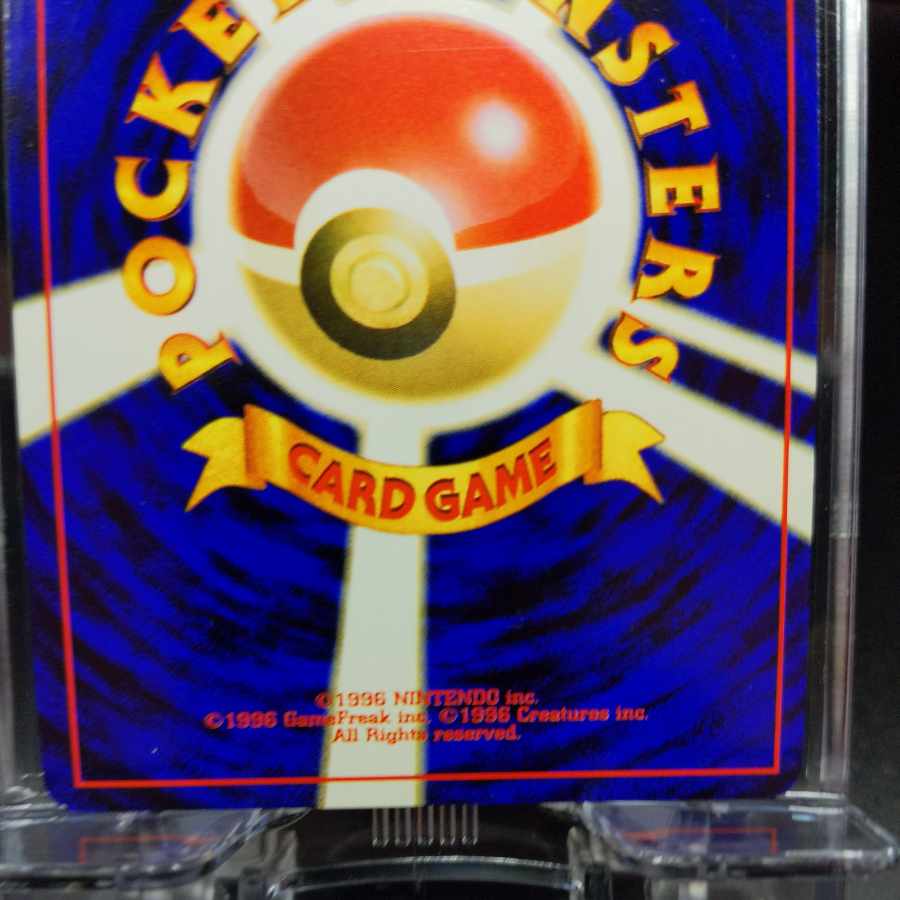 POCKET MONSTERS
CARD GAME
©1996 NINTENDO inc.
©1996 GameFreak inc. ©1996 Creatures inc.
All Rights reserved.